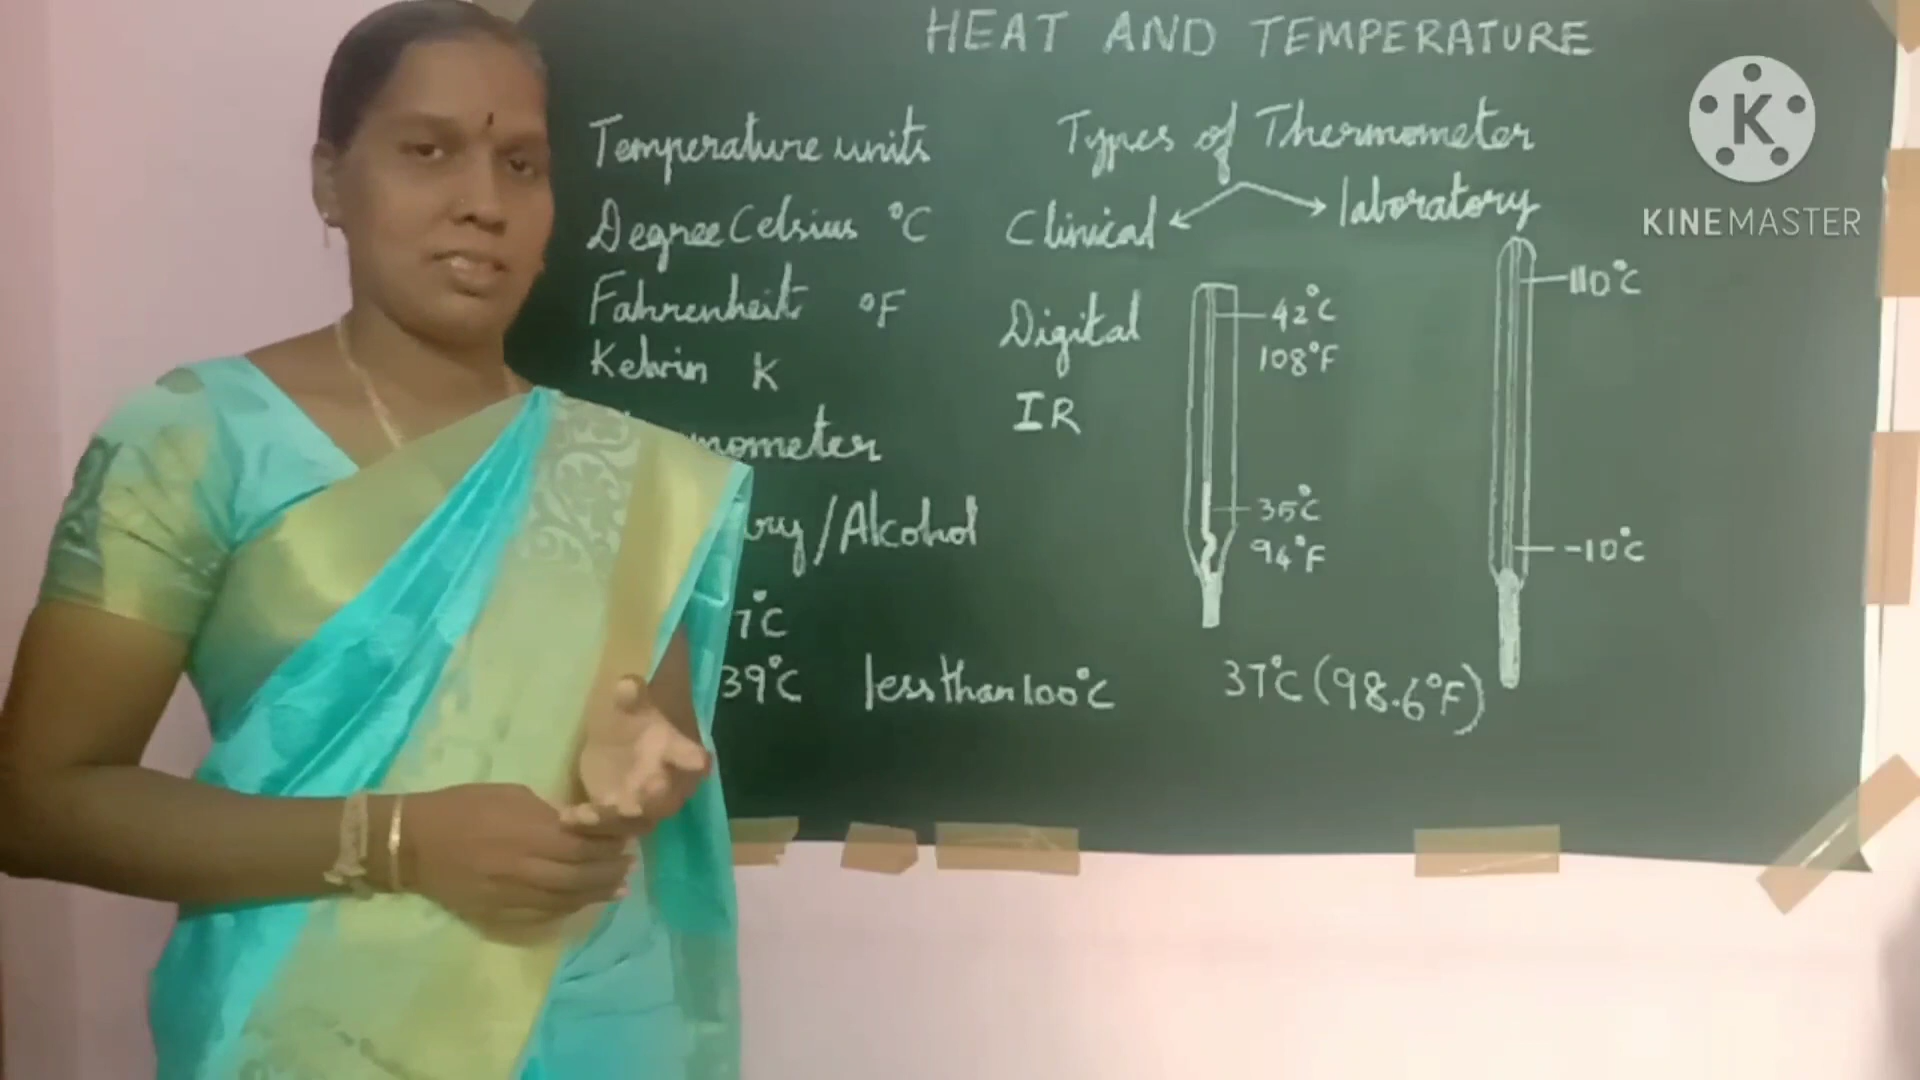 HEAT AND TEMPERATURE
Temperature units
Degree Celsius °C
Fahrenheit °F
Kelvin K
mometer
/Alcohol
7°C
39°C less than 100°C
Types of Thermometer
Clinical laboratory
Digital
IR
42°C
108°F
35°C
94°F
110°C
-10°C
37°C (98.6°F)
K
KINEMASTER